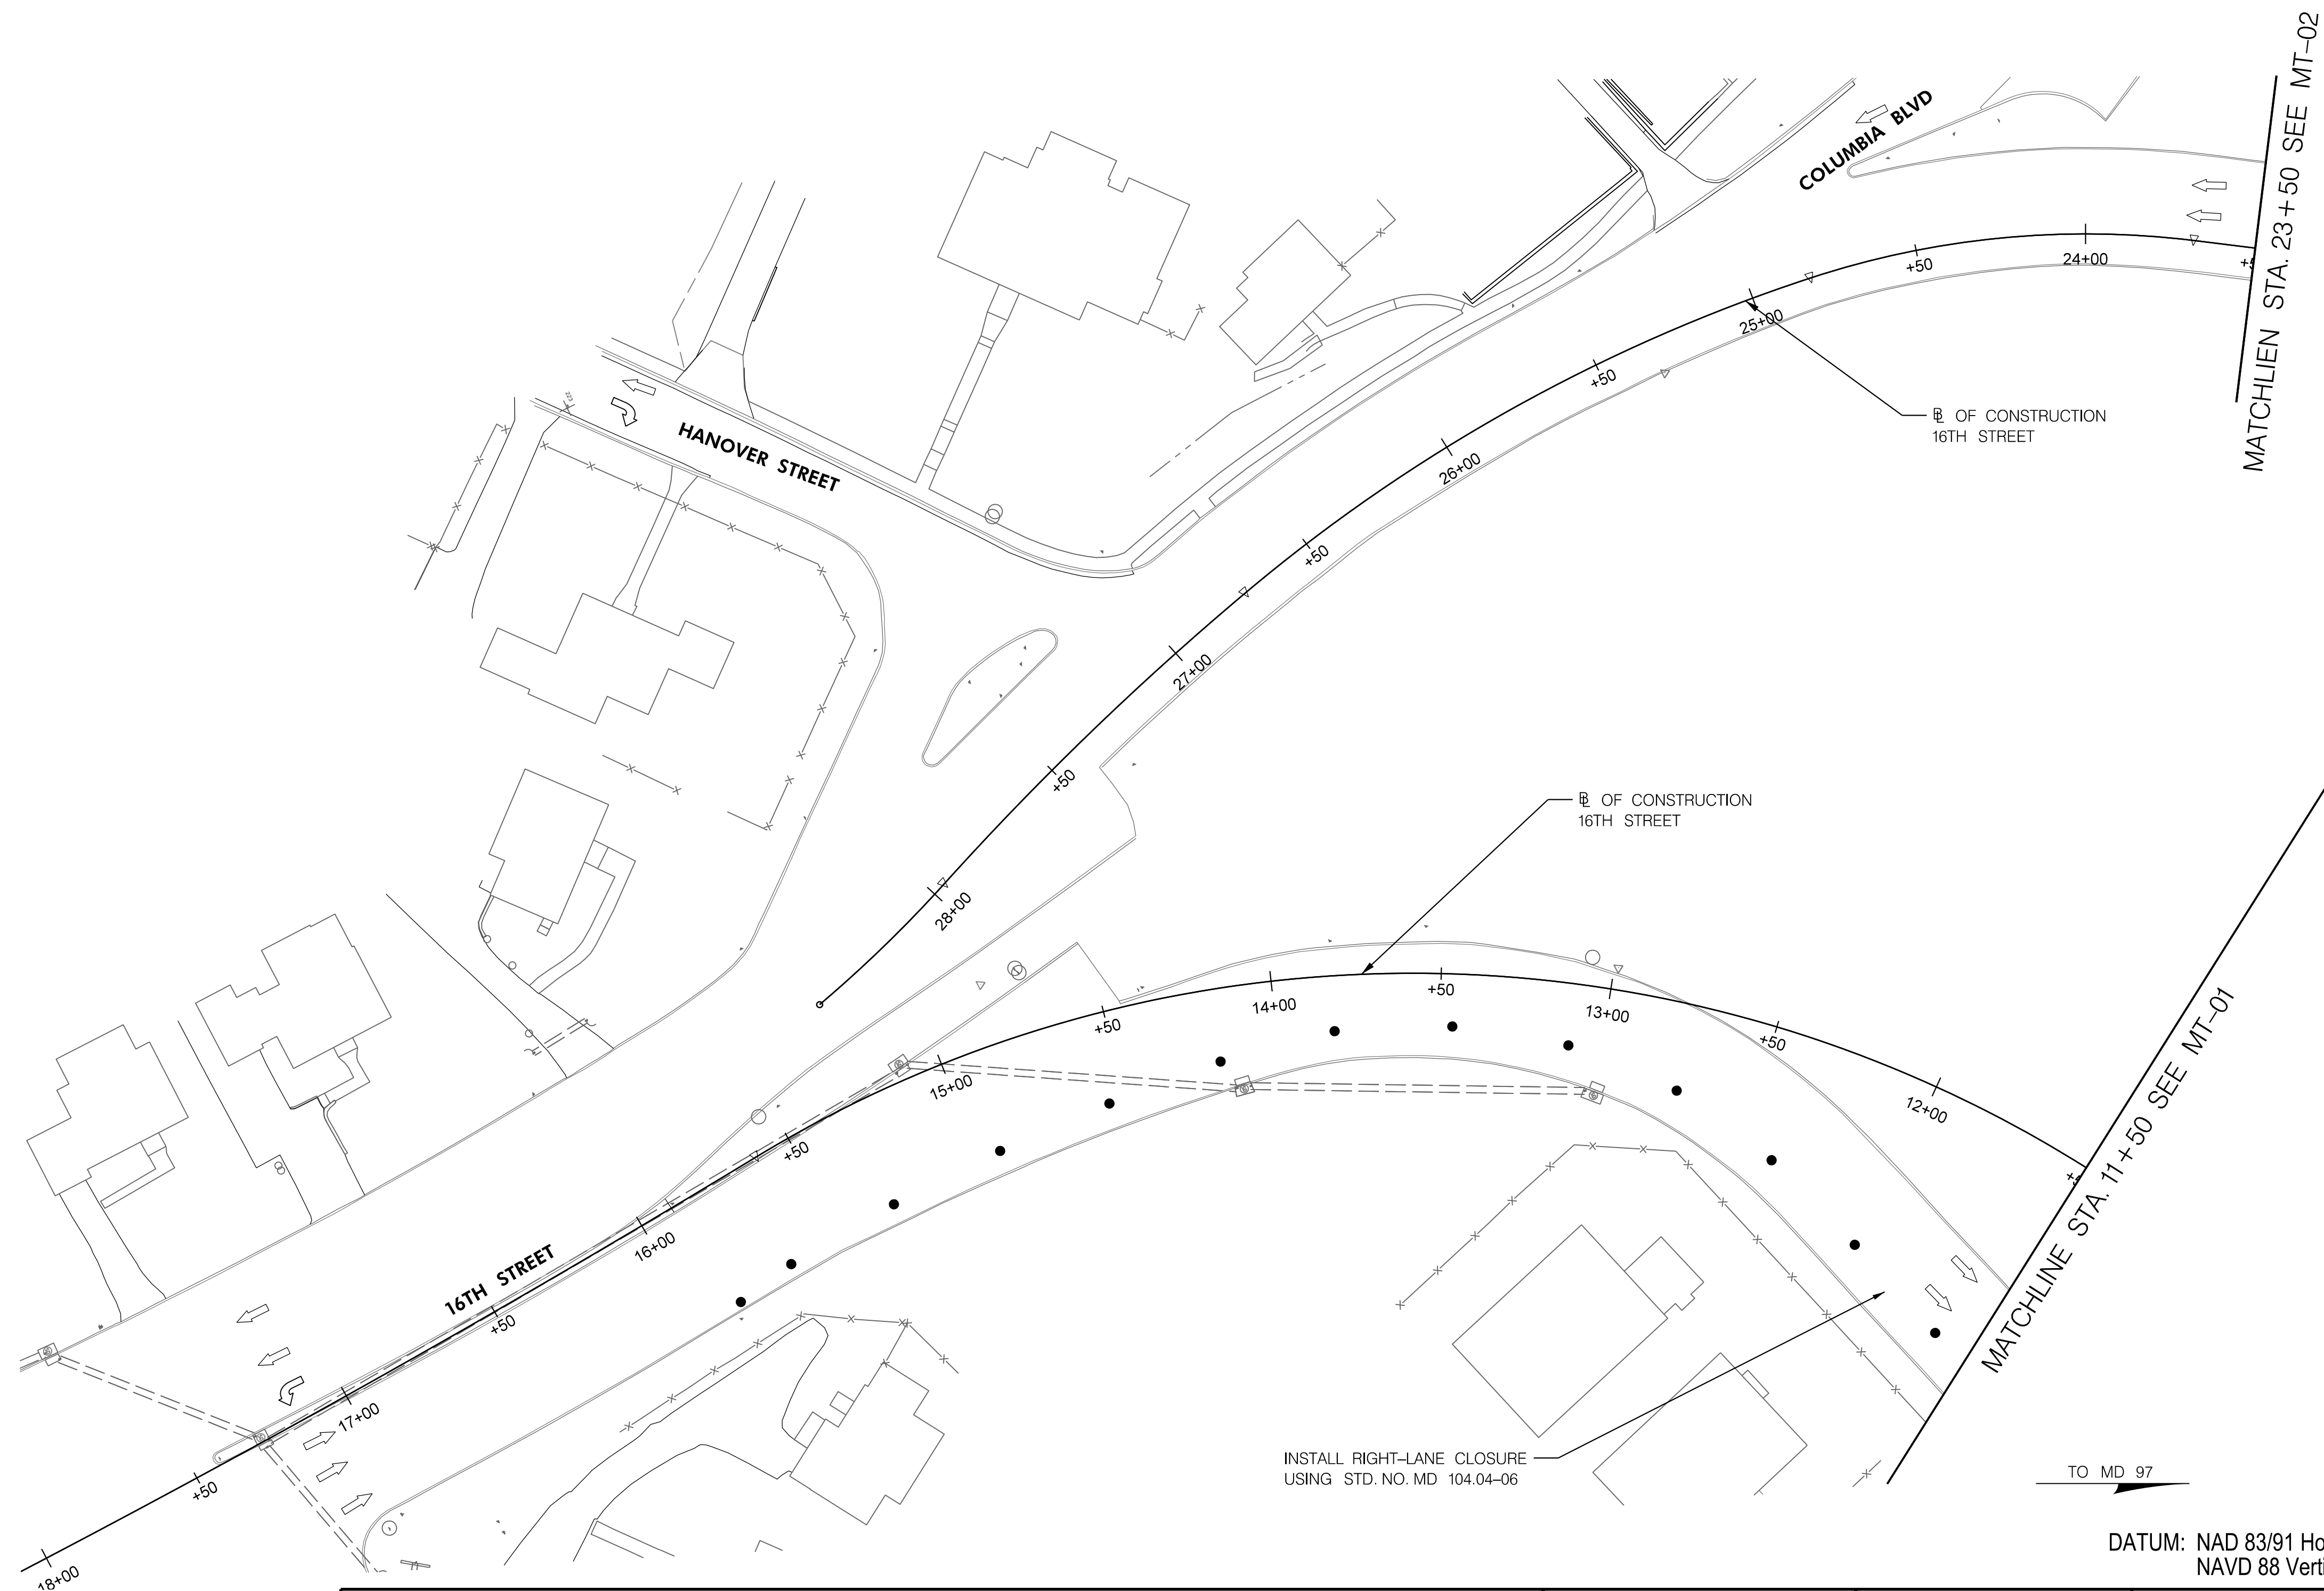 MATCHLIEN STA. 23+50 SEE MT-02
COLUMBIA BLVD
24+00
+50
25+00
+50
℄ OF CONSTRUCTION
16TH STREET
26+00
HANOVER STREET
+50
27+00
+50
28+00
℄ OF CONSTRUCTION
16TH STREET
+50
14+00
+50
13+00
+50
12+00
15+00
+50
16+00
16TH STREET
+50
17+00
+50
18+00
MATCHLINE STA. 11+50 SEE MT-01
INSTALL RIGHT-LANE CLOSURE
USING STD. NO. MD 104.04-06
TO MD 97
DATUM: NAD 83/91 Ho
NAVD 88 Verti